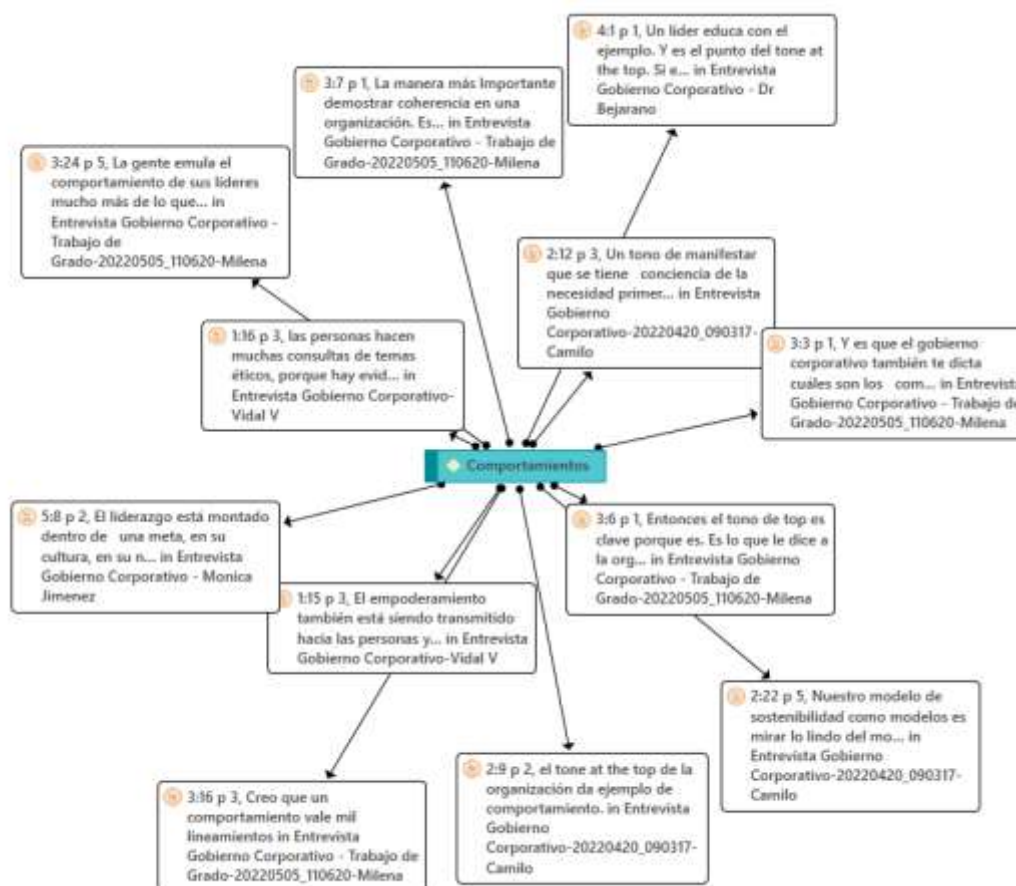 4:1 p 1, Un líder educa con el
ejemplo. Y es el punto del tone at
the top. Si e... in Entrevista
Gobierno Corporativo - Dr
Bejarano
3:7 p 1, La manera más Importante
demostrar coherencia en una
organización. Es... in Entrevista
Gobierno Corporativo - Trabajo de
Grado-20220505_110620-Milena
3:24 p 5, La gente emula el
comportamiento de sus líderes
mucho más de lo que... in
Entrevista Gobierno Corporativo -
Trabajo de
Grado-20220505_110620-Milena
2:12 p 3, Un tono de manifestar
que se tiene conciencia de la
necesidad primer... in Entrevista
Gobierno
Corporativo-20220420_090317-
Camilo
1:16 p 3, las personas hacen
muchas consultas de temas
éticos, porque hay evid... in
Entrevista Gobierno Corporativo-
Vidal V
3:3 p 1, Y es que el gobierno
corporativo también te dicta
cuáles son los com... in Entrevist
Gobierno Corporativo - Trabajo de
Grado-20220505_110620-Milena
Comportamientos
5:8 p 2, El liderazgo está montado
dentro de una meta, en su
cultura, en su n... in Entrevista
Gobierno Corporativo - Monica
Jimenez
3:6 p 1, Entonces el tono de top es
clave porque es. Es lo que le dice a
la org... in Entrevista Gobierno
Corporativo - Trabajo de
Grado-20220505_110620-Milena
1:15 p 3, El empoderamiento
también está siendo transmitido
hacia las personas y... in Entrevista
Gobierno Corporativo-Vidal V
2:22 p 5, Nuestro modelo de
sostenibilidad como modelos es
mirar lo lindo del mo... in
Entrevista Gobierno
Corporativo-20220420_090317-
Camilo
2:9 p 2, el tone at the top de la
organización da ejemplo de
comportamiento. in Entrevista
Gobierno
Corporativo-20220420_090317-
Camilo
3:16 p 3, Creo que un
comportamiento vale mil
lineamientos in Entrevista
Gobierno Corporativo - Trabajo de
Grado-20220505_110620-Milena